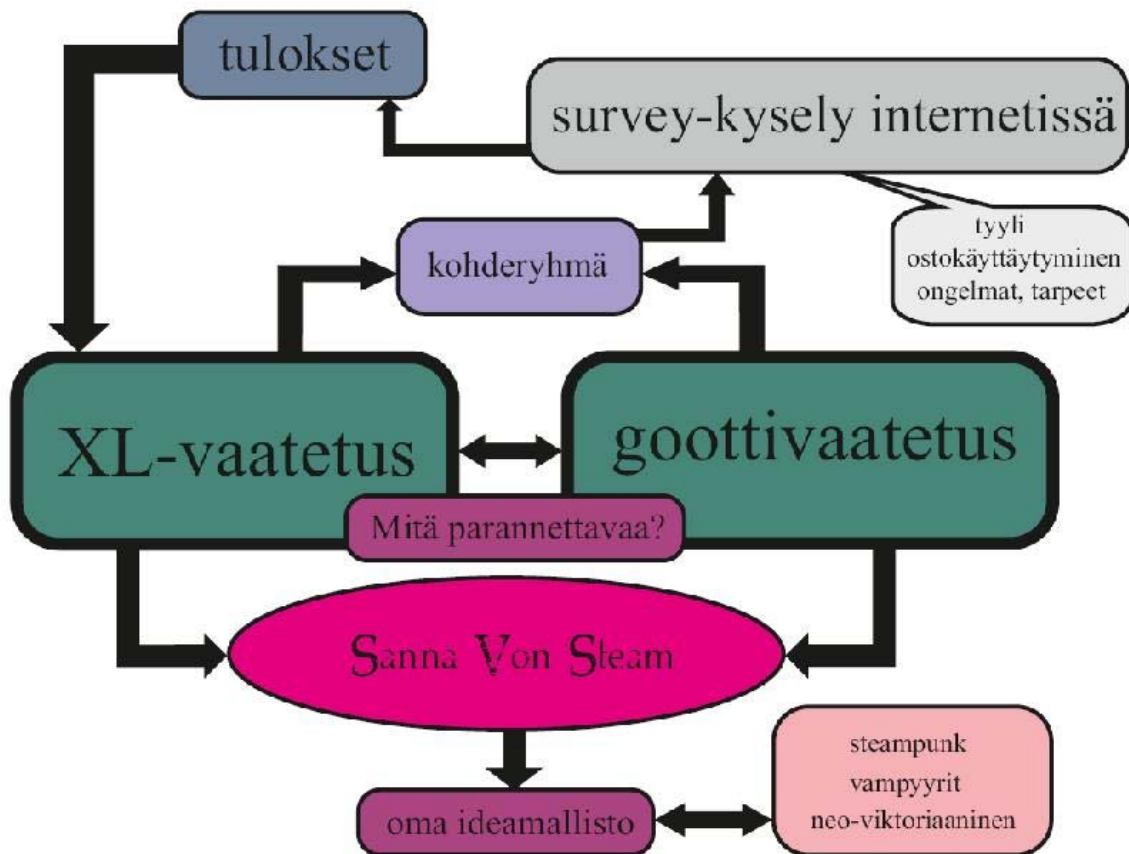 tulokset
survey-kysely internetissä
tyyli
ostokäyttäytyminen
ongelmat, tarpeet
kohderyhmä
XL-vaatetus
goottivaatetus
Mitä parannettavaa?
Sanna Von Steam
steampunk
vampyyrit
neo-viktoriaaninen
oma ideamallisto